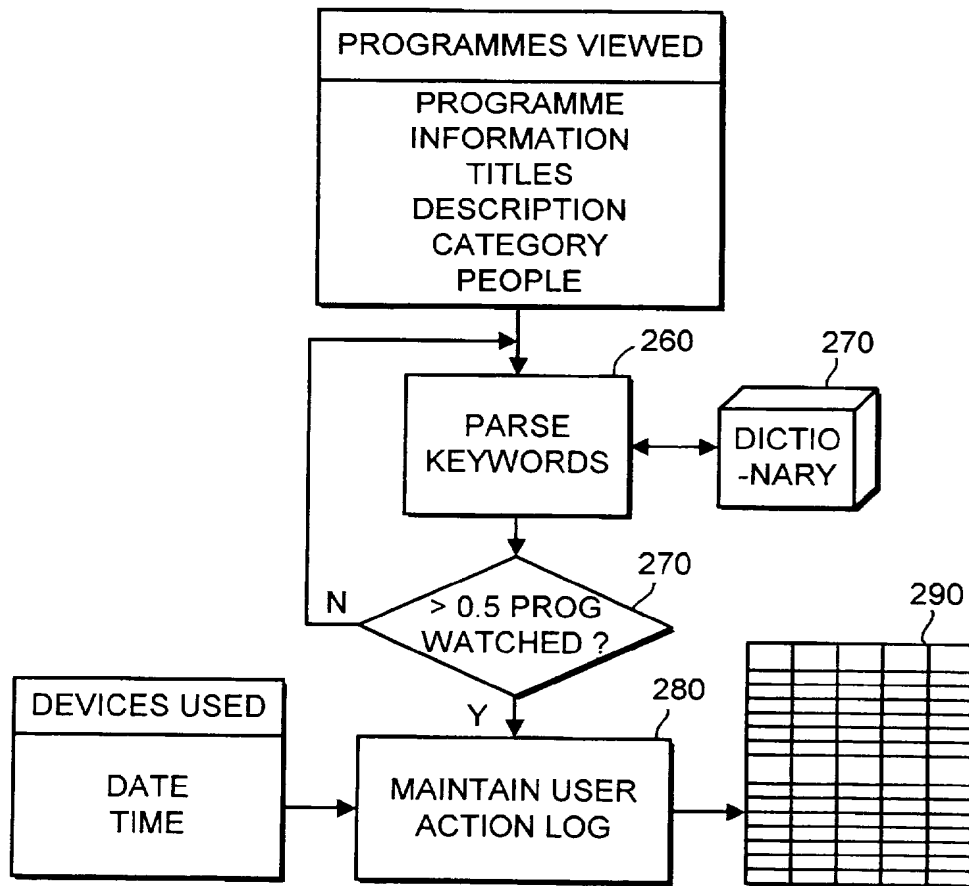 PROGRAMMES VIEWED
PROGRAMME
INFORMATION
TITLES
DESCRIPTION
CATEGORY
PEOPLE
260
270
PARSE
KEYWORDS
DICTIO
-NARY
270
N
> 0.5 PROG
WATCHED ?
290
DEVICES USED
Y
280
DATE
TIME
MAINTAIN USER
ACTION LOG